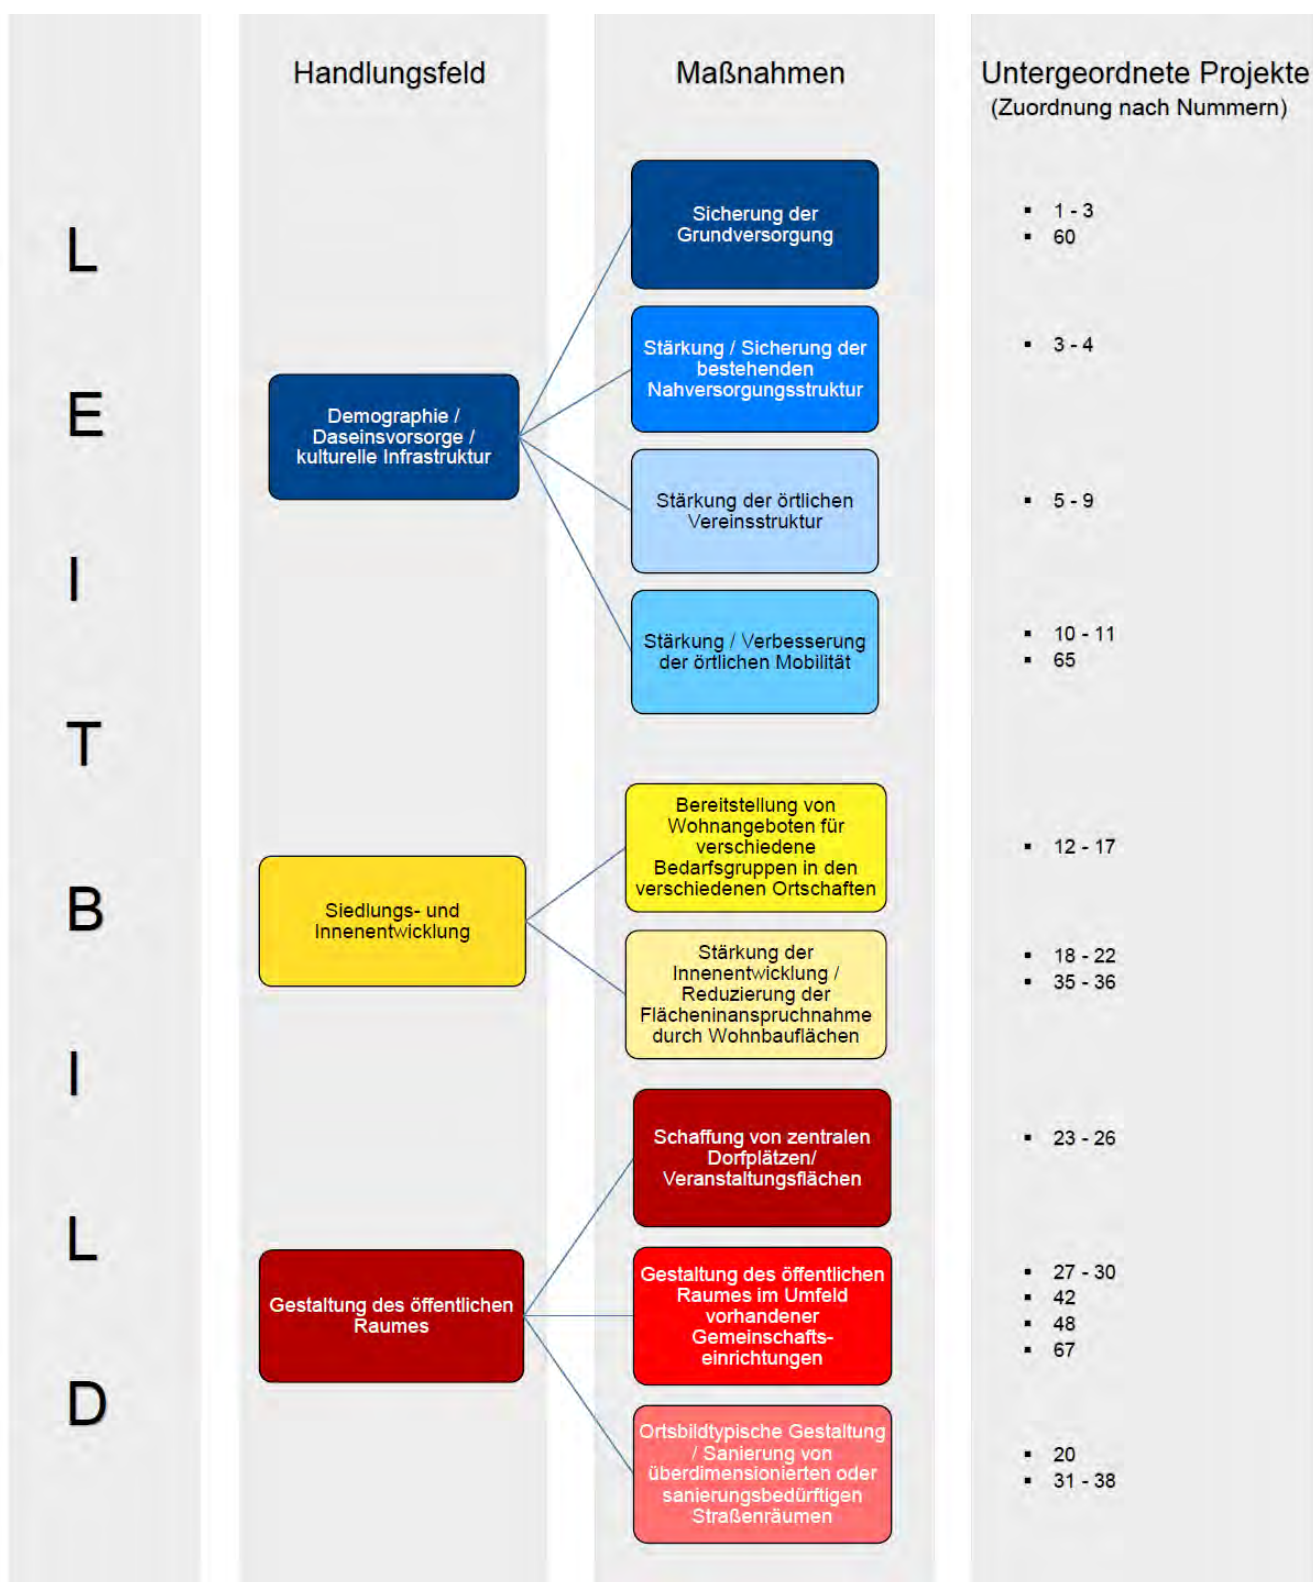 Handlungsfeld
Maßnahmen
Untergeordnete Projekte
(Zuordnung nach Nummern)
L
E
I
T
B
I
L
D
Demographie /
Daseinsvorsorge /
kulturelle Infrastruktur
Sicherung der
Grundversorgung
▪ 1 - 3
▪ 60
Stärkung / Sicherung der
bestehenden
Nahversorgungsstruktur
▪ 3 - 4
Stärkung der örtlichen
Vereinsstruktur
▪ 5 - 9
Stärkung / Verbesserung
der örtlichen Mobilität
▪ 10 - 11
▪ 65
Siedlungs- und
Innenentwicklung
Bereitstellung von
Wohnangeboten für
verschiedene
Bedarfsgruppen in den
verschiedenen Ortschaften
▪ 12 - 17
Stärkung der
Innenentwicklung /
Reduzierung der
Flächeninanspruchnahme
durch Wohnbauflächen
▪ 18 - 22
▪ 35 - 36
Gestaltung des öffentlichen
Raumes
Schaffung von zentralen
Dorfplätzen/
Veranstaltungsflächen
▪ 23 - 26
Gestaltung des öffentlichen
Raumes im Umfeld
vorhandener
Gemeinschafts-
einrichtungen
▪ 27 - 30
▪ 42
▪ 48
▪ 67
Ortsbildtypische Gestaltung
/ Sanierung von
überdimensionierten oder
sanierungsbedürftigen
Straßenräumen
▪ 20
▪ 31 - 38